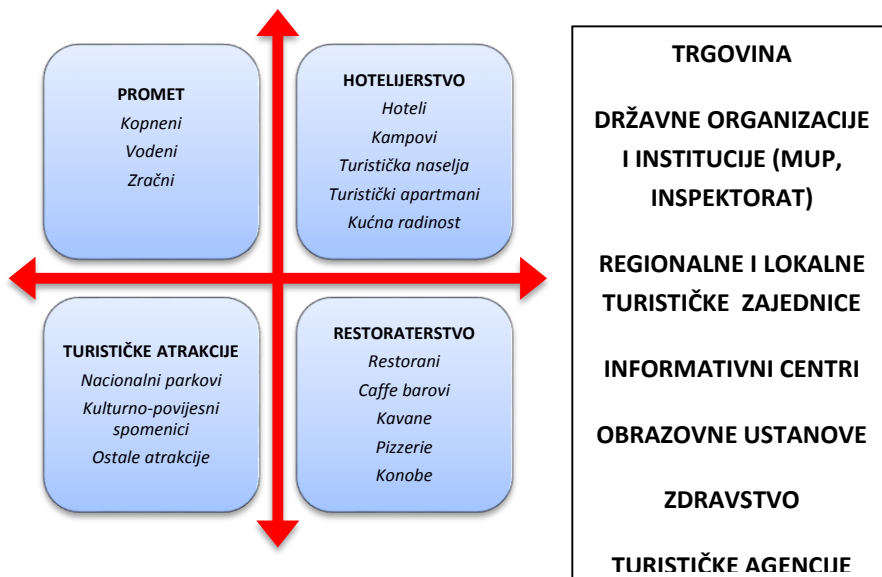 PROMET
Kopneni
Vodeni
Zračni
HOTELIJERSTVO
Hoteli
Kampovi
Turistička naselja
Turistički apartmani
Kućna radinost
TURISTIČKE ATRAKCIJE
Nacionalni parkovi
Kulturno-povijesni
spomenici
Ostale atrakcije
RESTORATERSTVO
Restorani
Caffe barovi
Kavane
Pizzerie
Konobe
TRGOVINA
DRŽAVNE ORGANIZACIJE
I INSTITUCIJE (MUP,
INSPEKTORAT)
REGIONALNE I LOKALNE
TURISTIČKE ZAJEDNICE
INFORMATIVNI CENTRI
OBRAZOVNE USTANOVE
ZDRAVSTVO
TURISTIČKE AGENCIJE